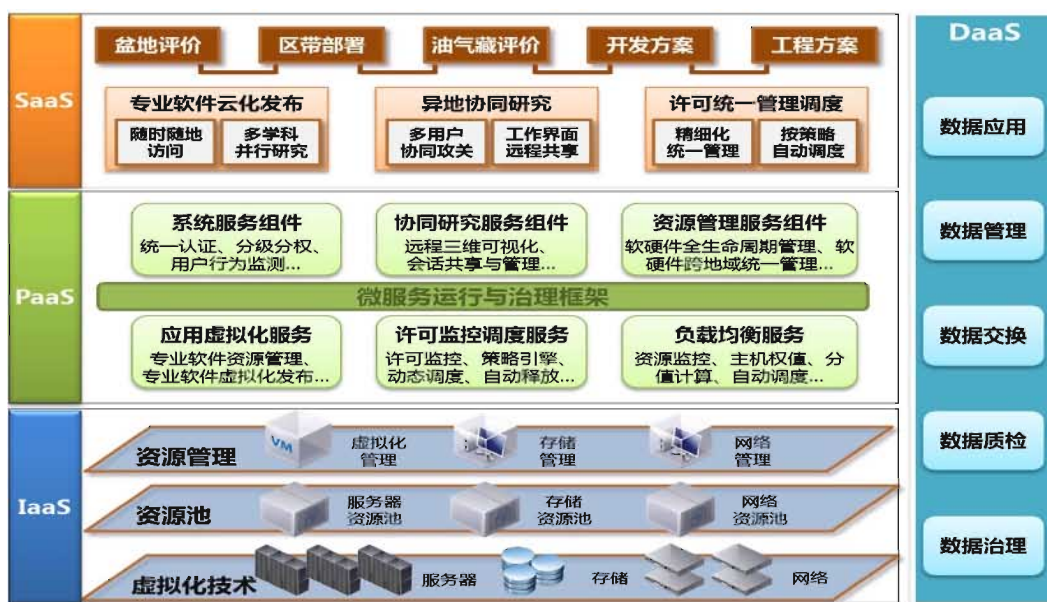 SaaS
盆地评价
区带部署
油气藏评价
开发方案
工程方案
专业软件云化发布
随时随地
访问
多学科
并行研究
异地协同研究
多用户
协同攻关
工作界面
远程共享
许可统一管理调度
精细化
统一管理
按策略
自动调度
PaaS
系统服务组件
统一认证、分级分权、
用户行为监测...
协同研究服务组件
远程三维可视化、
会话共享与管理...
资源管理服务组件
软硬件全生命周期管理、软
硬件跨地域统一管理...
微服务运行与治理框架
应用虚拟化服务
专业软件资源管理、
专业软件虚拟化发布...
许可监控调度服务
许可监控、策略引擎、
动态调度、自动释放...
负载均衡服务
资源监控、主机权值、分
值计算、自动调度...
IaaS
资源管理
VM
虚拟化
管理
存储
管理
网络
管理
资源池
服务器
资源池
存储
资源池
网络
资源池
虚拟化技术
服务器
存储
网络
DaaS
数据应用
数据管理
数据交换
数据质检
数据治理